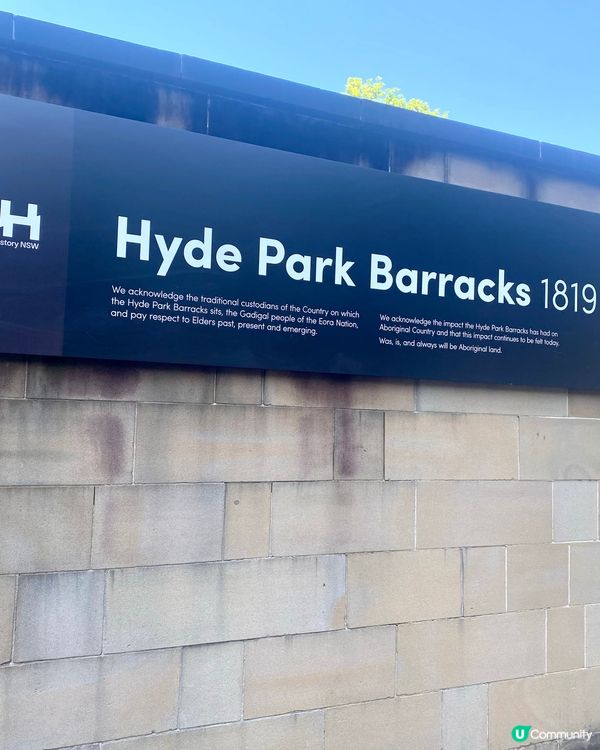 H
story NSW
Hyde Park Barracks 1819
We acknowledge the traditional custodians of the Country on which
the Hyde Park Barracks sits, the Gadigal people of the Eora Nation,
and pay respect to Elders past, present and emerging.
We acknowledge the impact the Hyde Park Barracks has had on
Aboriginal Country and that this impact continues to be felt today.
Was, is, and always will be Aboriginal land.
U Community